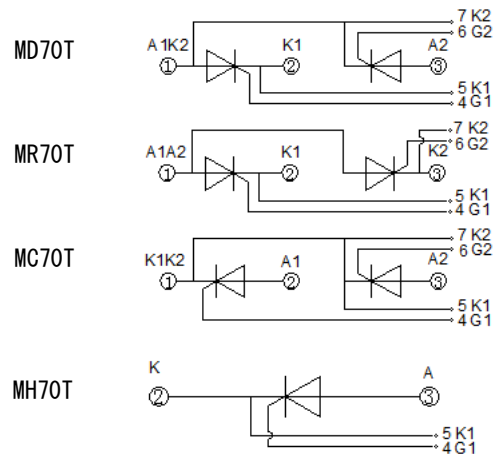 7 K2
6 G2
MD70T
A1K2
K1
A2
①
②
③
5 K1
4 G1
7 K2
6 G2
MR70T
A1A2
K1
K2
①
②
③
5 K1
4 G1
7 K2
6 G2
MC70T
K1K2
A1
A2
①
②
③
5 K1
4 G1
MH70T
K
A
②
③
5 K1
4 G1